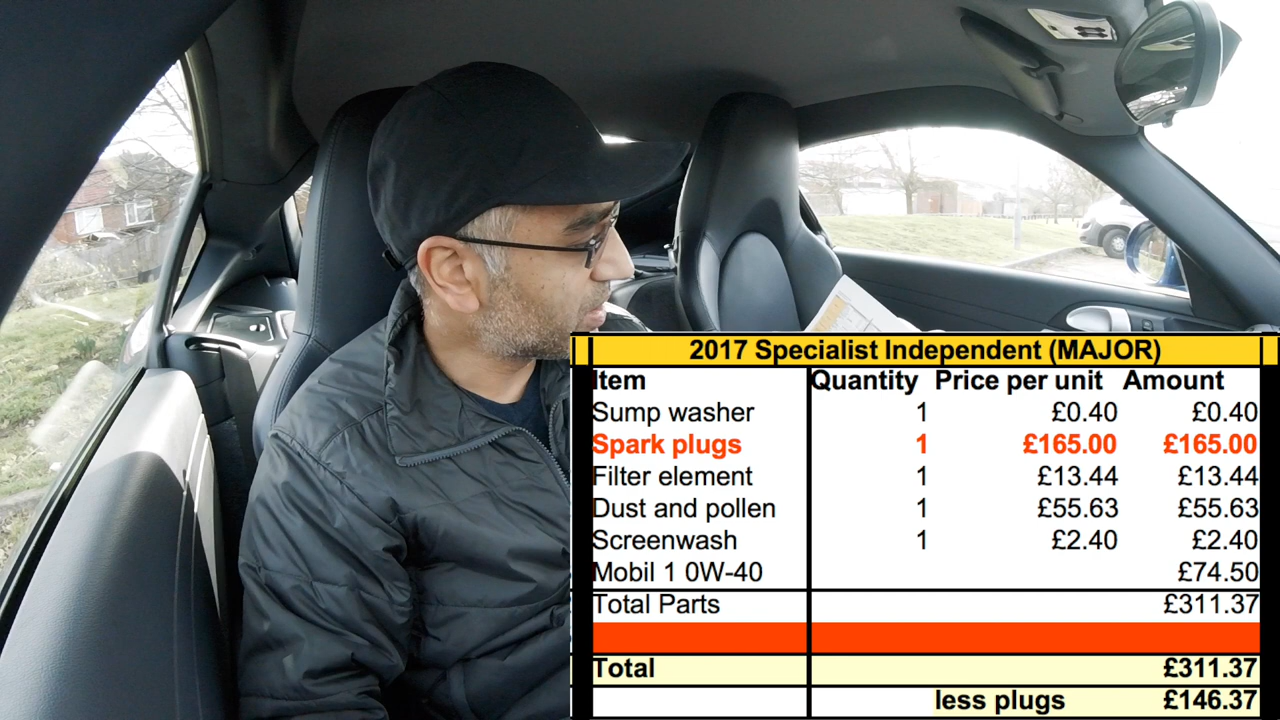 2017 Specialist Independent (MAJOR)
Item Quantity Price per unit Amount
Sump washer 1 £0.40 £0.40
Spark plugs 1 £165.00 £165.00
Filter element 1 £13.44 £13.44
Dust and pollen 1 £55.63 £55.63
Screenwash 1 £2.40 £2.40
Mobil 1 0W-40 £74.50
Total Parts £311.37
Total £311.37
less plugs £146.37